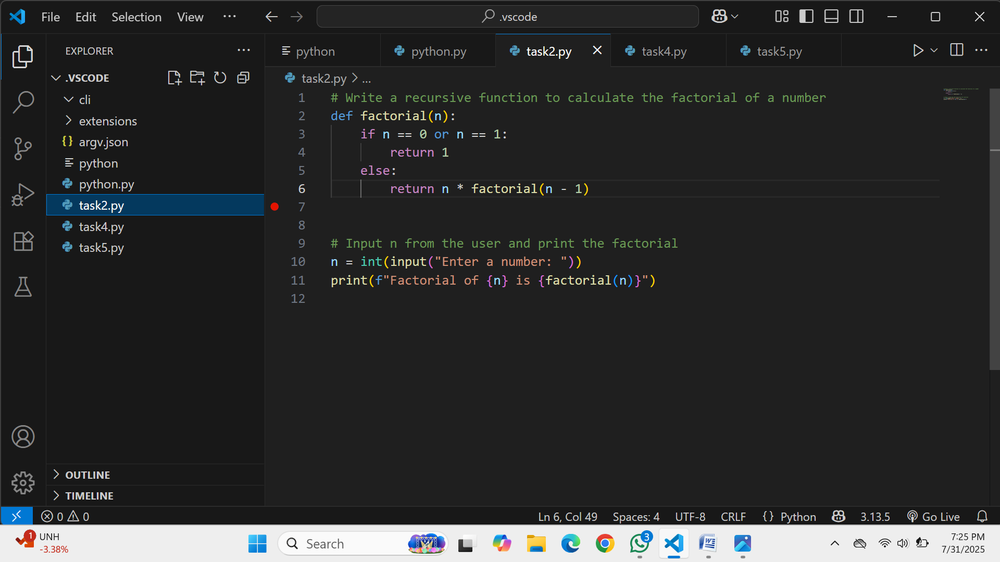 File Edit Selection View ··· .vscode
EXPLORER ···
.VSCODE
cli
extensions
{} argv.json
python
python.py
task2.py
task4.py
task5.py
OUTLINE
TIMELINE
python python.py task2.py task4.py task5.py
task2.py > ...
1 # Write a recursive function to calculate the factorial of a number
2 def factorial(n):
3 if n == 0 or n == 1:
4 return 1
5 else:
6 return n * factorial(n - 1)
7
8
9 # Input n from the user and print the factorial
10 n = int(input("Enter a number: "))
11 print(f"Factorial of {n} is {factorial(n)}")
12
0 0 Ln 6, Col 49 Spaces: 4 UTF-8 CRLF {} Python 3.13.5 Go Live
1 UNH
-3.38%
Search
3
7:25 PM
7/31/2025